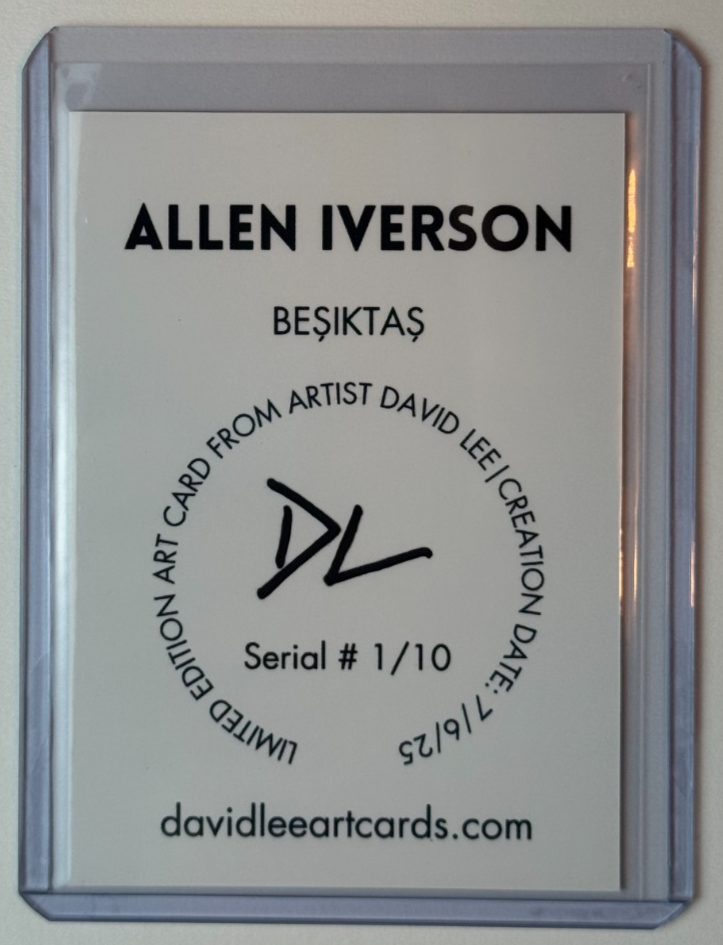 ALLEN IVERSON
BEŞIKTAŞ
LIMITED EDITION ART CARD FROM ARTIST DAVID LEE|CREATION DATE: 7/6/25
DL
Serial # 1/10
davidleeartcards.com